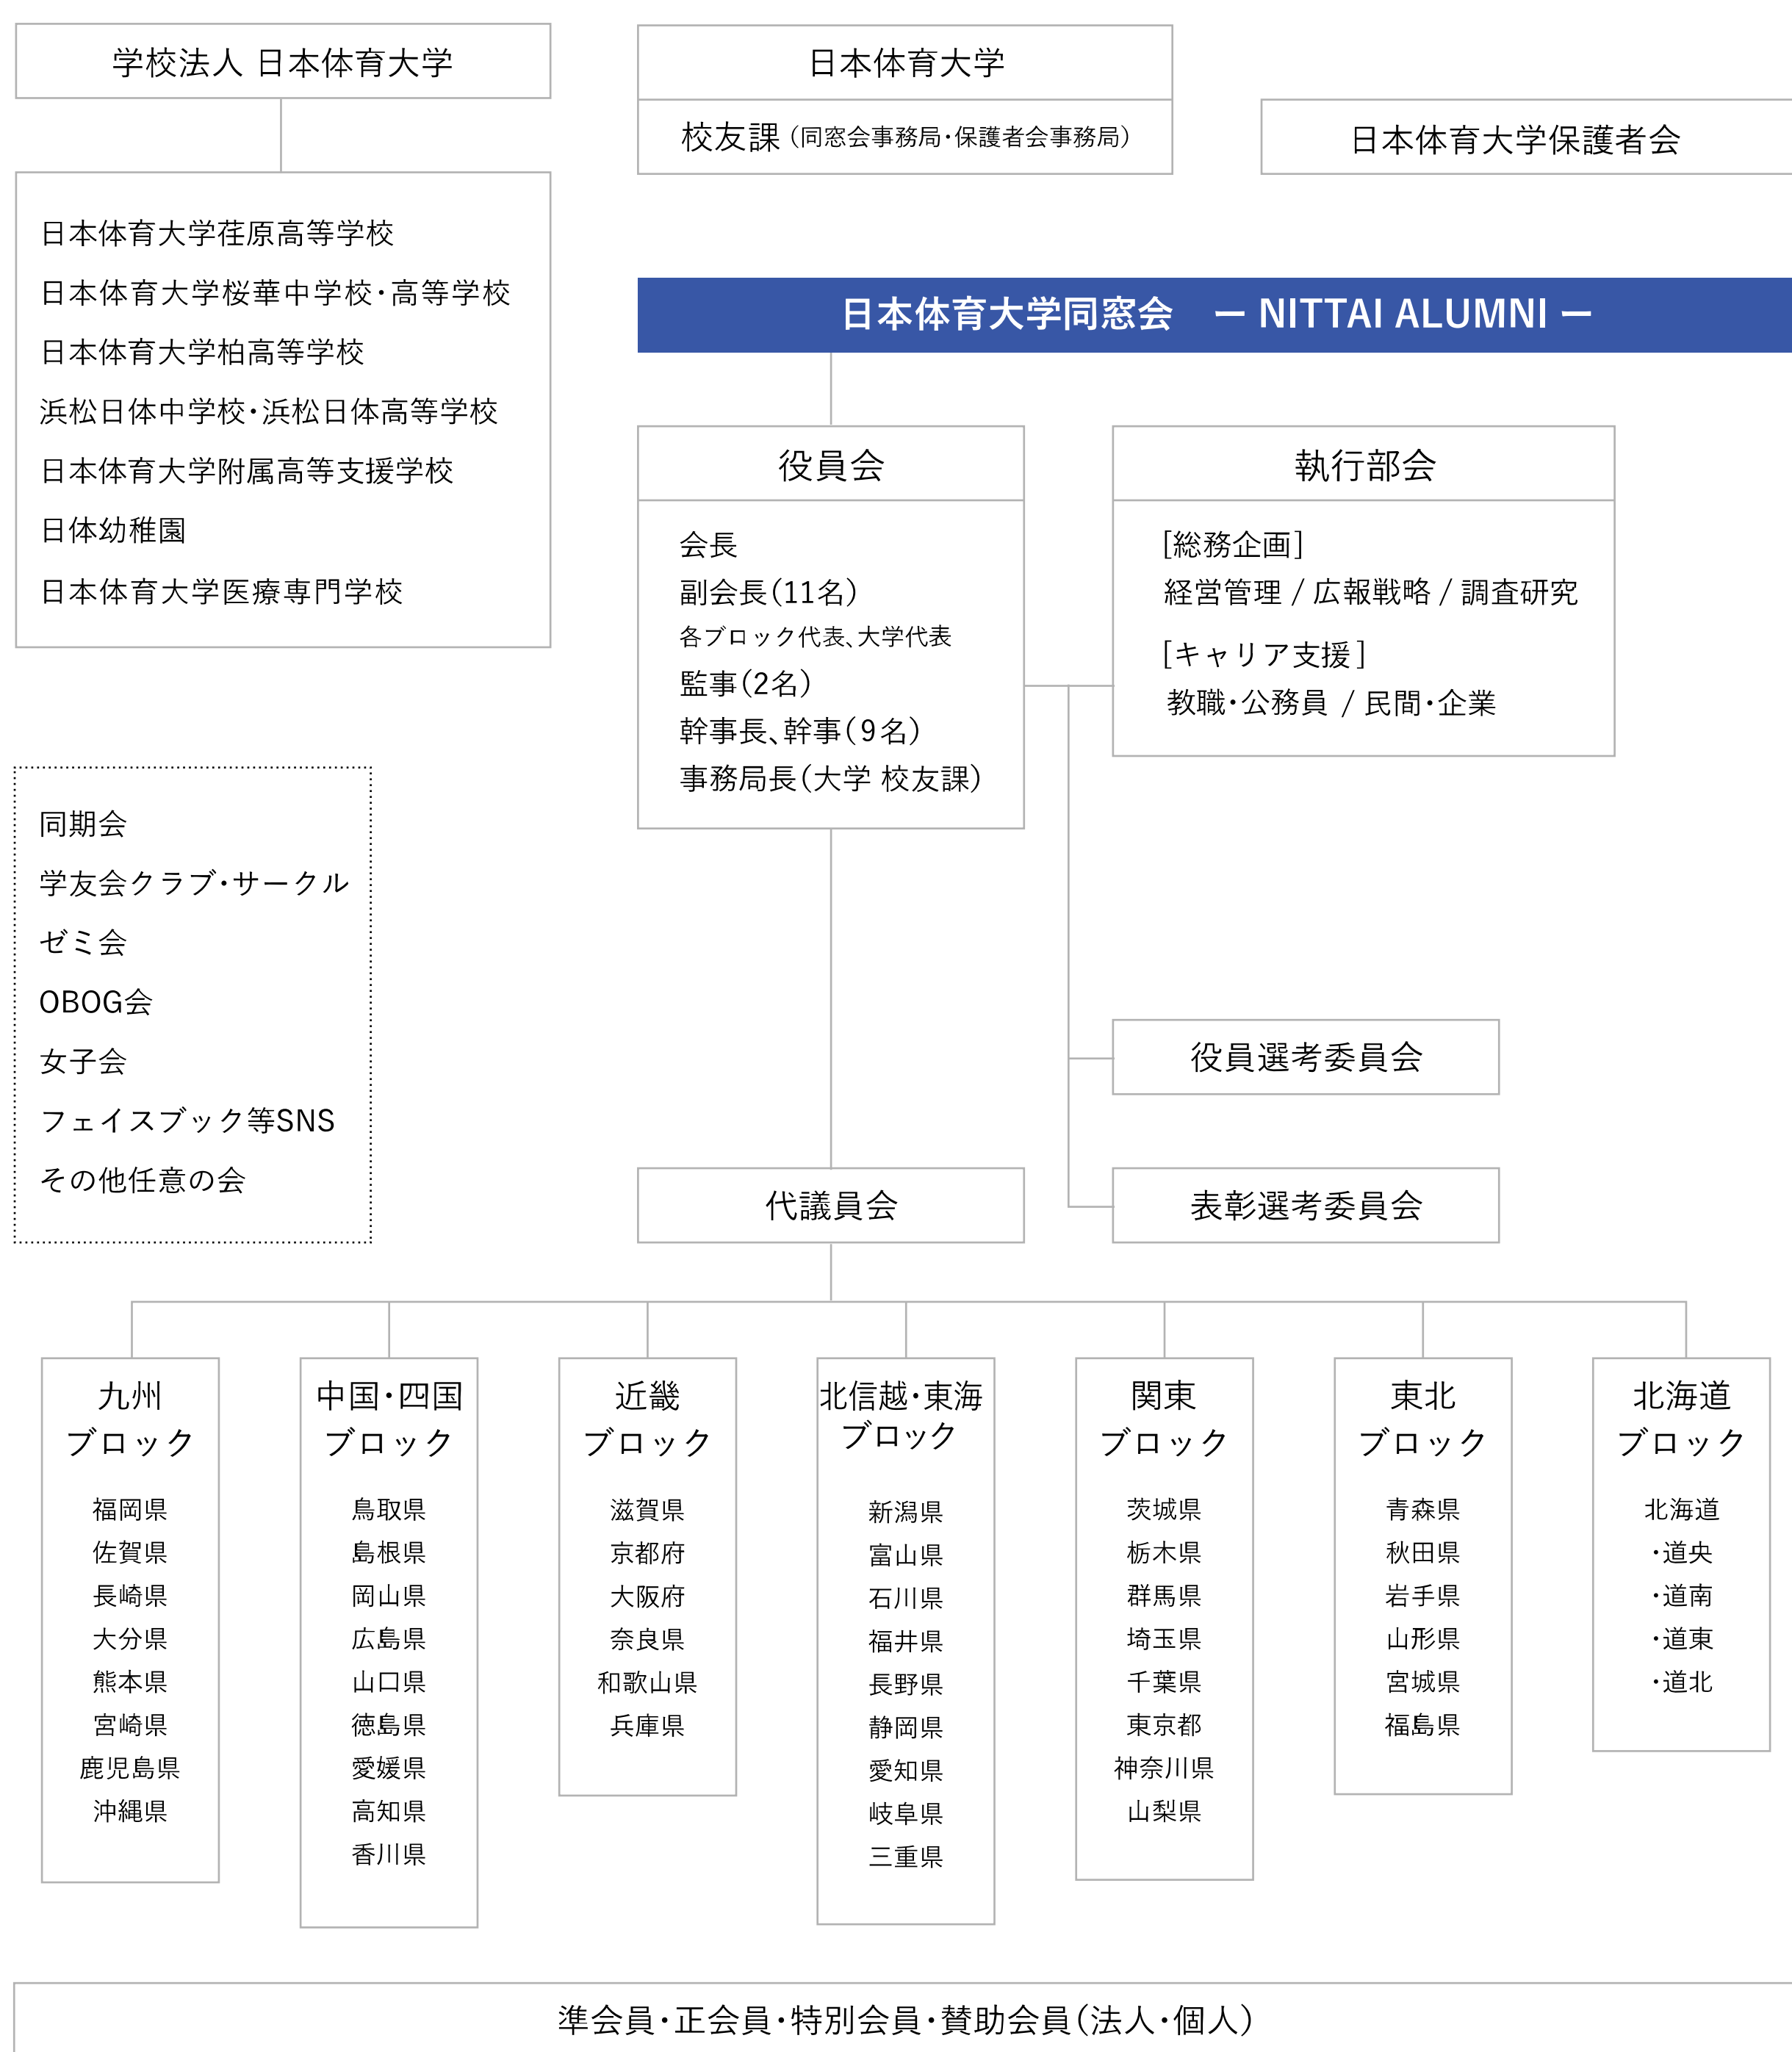 学校法人 日本体育大学
日本体育大学荏原高等学校
日本体育大学桜華中学校・高等学校
日本体育大学柏高等学校
浜松日体中学校・浜松日体高等学校
日本体育大学附属高等支援学校
日体幼稚園
日本体育大学医療専門学校
日本体育大学
校友課（同窓会事務局・保護者会事務局）
日本体育大学保護者会
日本体育大学同窓会　ー NITTAI ALUMNI ー
役員会
会長
副会長（11名）
各ブロック代表、大学代表
監事（2名）
幹事長、幹事（9名）
事務局長（大学 校友課）
執行部会
[総務企画]
経営管理 / 広報戦略 / 調査研究
[キャリア支援]
教職・公務員 / 民間・企業
同期会
学友会クラブ・サークル
ゼミ会
OBOG会
女子会
フェイスブック等SNS
その他任意の会
役員選考委員会
代議員会
表彰選考委員会
九州
ブロック
福岡県
佐賀県
長崎県
大分県
熊本県
宮崎県
鹿児島県
沖縄県
中国・四国
ブロック
鳥取県
島根県
岡山県
広島県
山口県
徳島県
愛媛県
高知県
香川県
近畿
ブロック
滋賀県
京都府
大阪府
奈良県
和歌山県
兵庫県
北信越・東海
ブロック
新潟県
富山県
石川県
福井県
長野県
静岡県
愛知県
岐阜県
三重県
関東
ブロック
茨城県
栃木県
群馬県
埼玉県
千葉県
東京都
神奈川県
山梨県
東北
ブロック
青森県
秋田県
岩手県
山形県
宮城県
福島県
北海道
ブロック
北海道
・道央
・道南
・道東
・道北
準会員・正会員・特別会員・賛助会員（法人・個人）